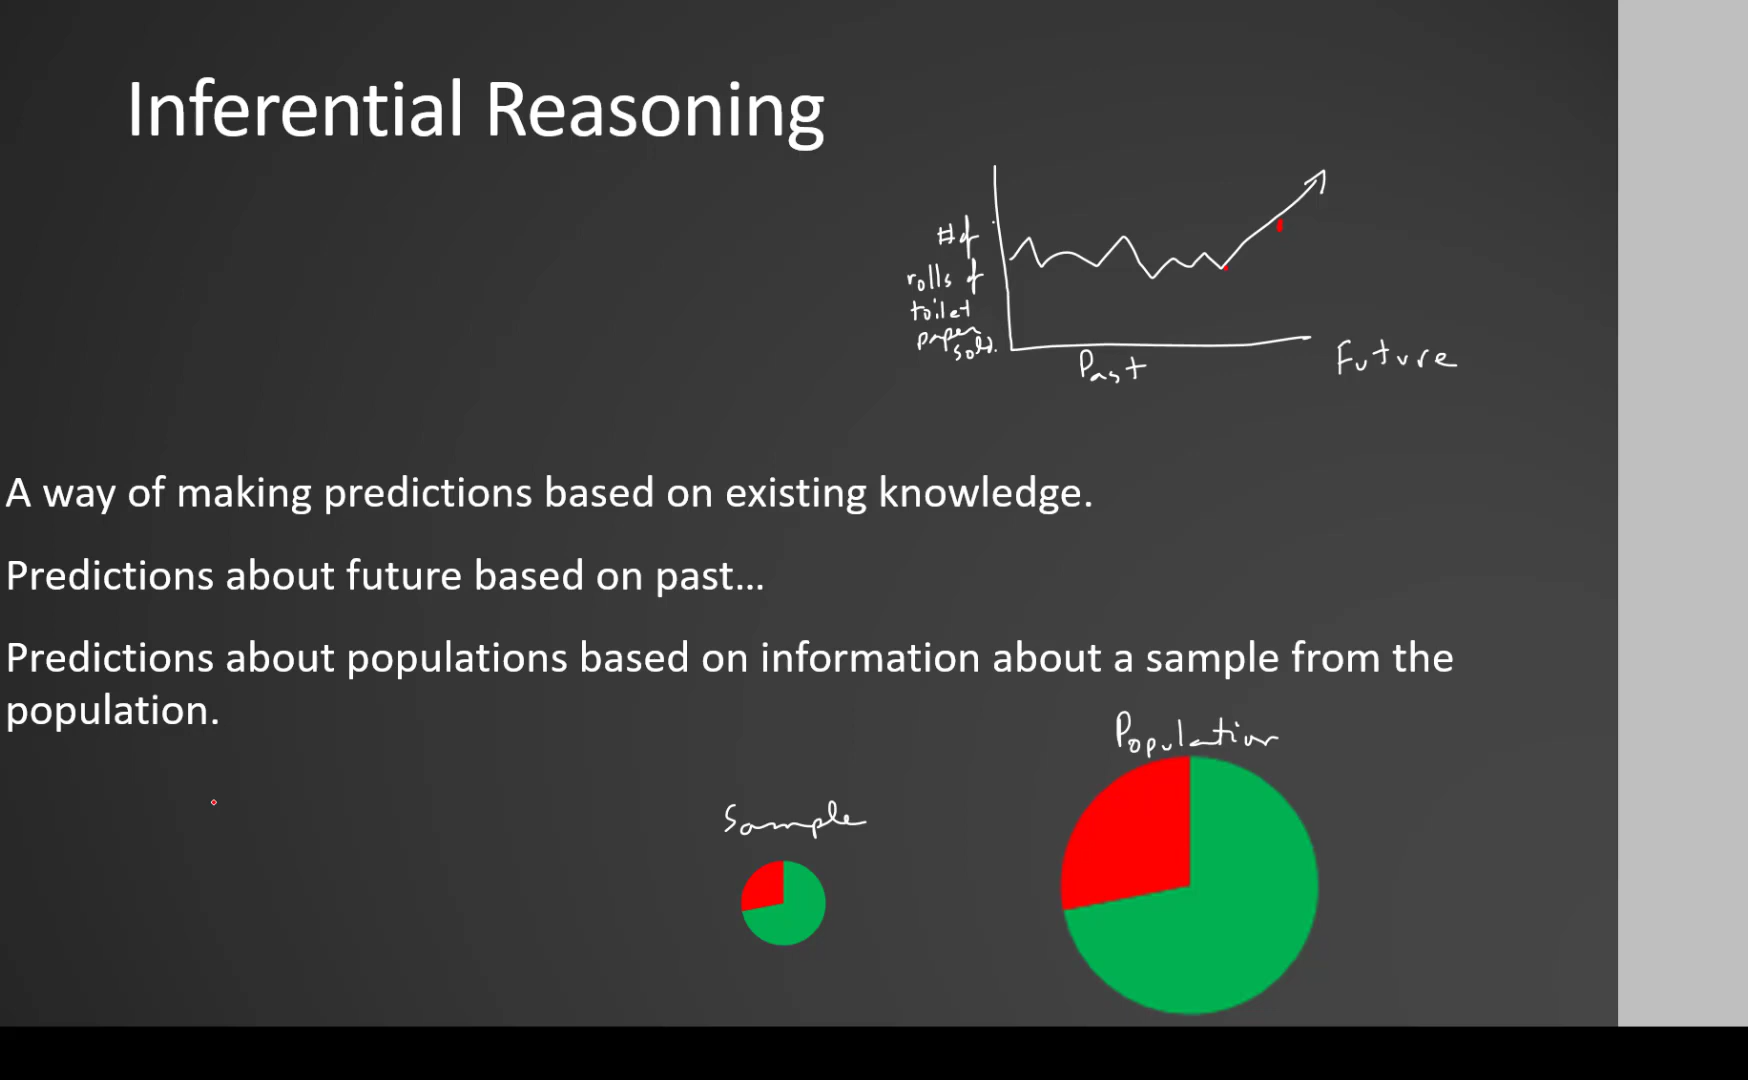 Inferential Reasoning
# of
rolls of
toilet
paper
sold.
Past
Future
A way of making predictions based on existing knowledge.
Predictions about future based on past...
Predictions about populations based on information about a sample from the
population.
Population
Sample